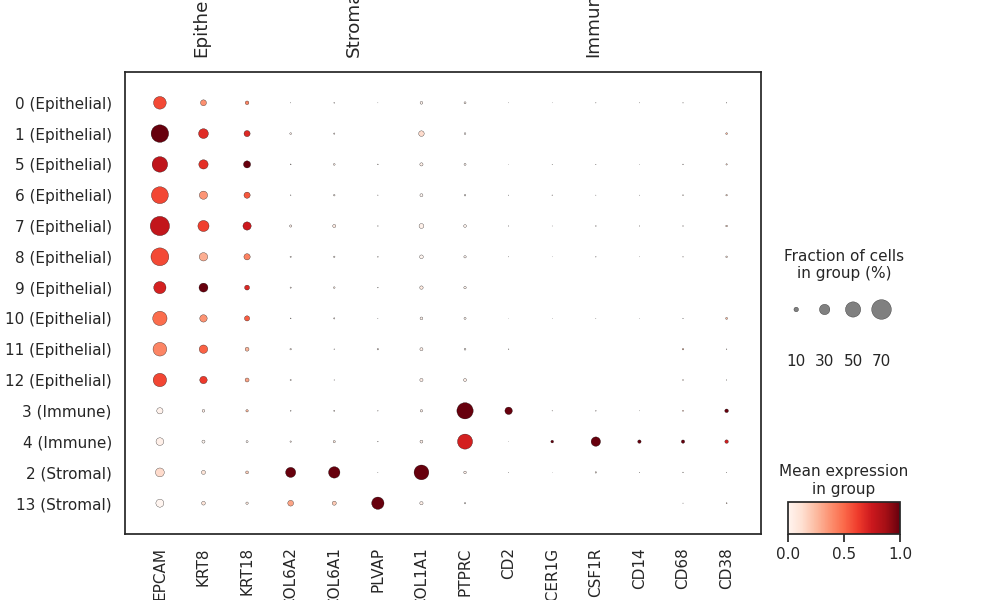 Epithe
Stroma
Immun
0 (Epithelial)
1 (Epithelial)
5 (Epithelial)
6 (Epithelial)
7 (Epithelial)
8 (Epithelial)
9 (Epithelial)
10 (Epithelial)
11 (Epithelial)
12 (Epithelial)
3 (Immune)
4 (Immune)
2 (Stromal)
13 (Stromal)
EPCAM
KRT8
KRT18
OL6A2
OL6A1
PLVAP
OL1A1
PTPRC
CD2
CER1G
CSF1R
CD14
CD68
CD38
Fraction of cells
in group (%)
10 30 50 70
Mean expression
in group
0.0 0.5 1.0